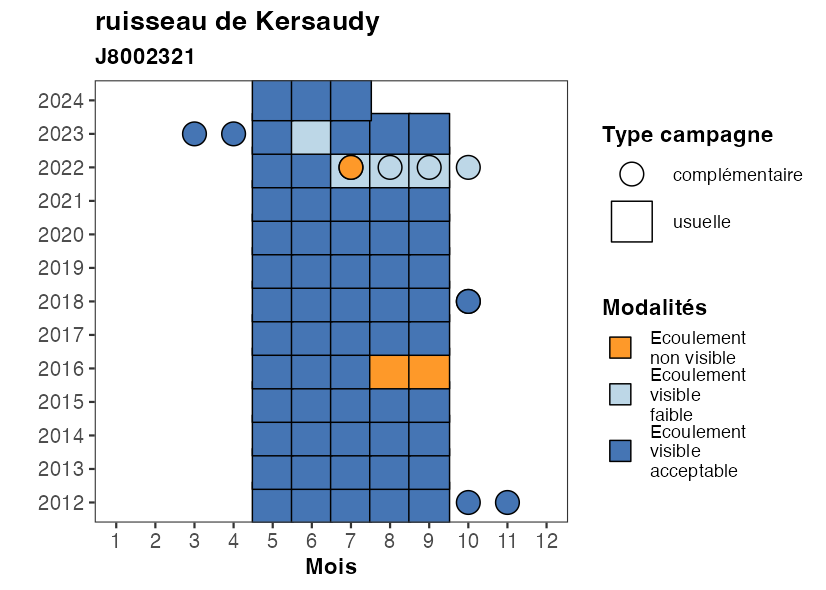 ruisseau de Kersaudy
J8002321
2024
2023
2022
2021
2020
2019
2018
2017
2016
2015
2014
2013
2012
1 2 3 4 5 6 7 8 9 10 11 12
Mois
Type campagne
complémentaire
usuelle
Modalités
Ecoulement
non visible
Ecoulement
visible
faible
Ecoulement
visible
acceptable